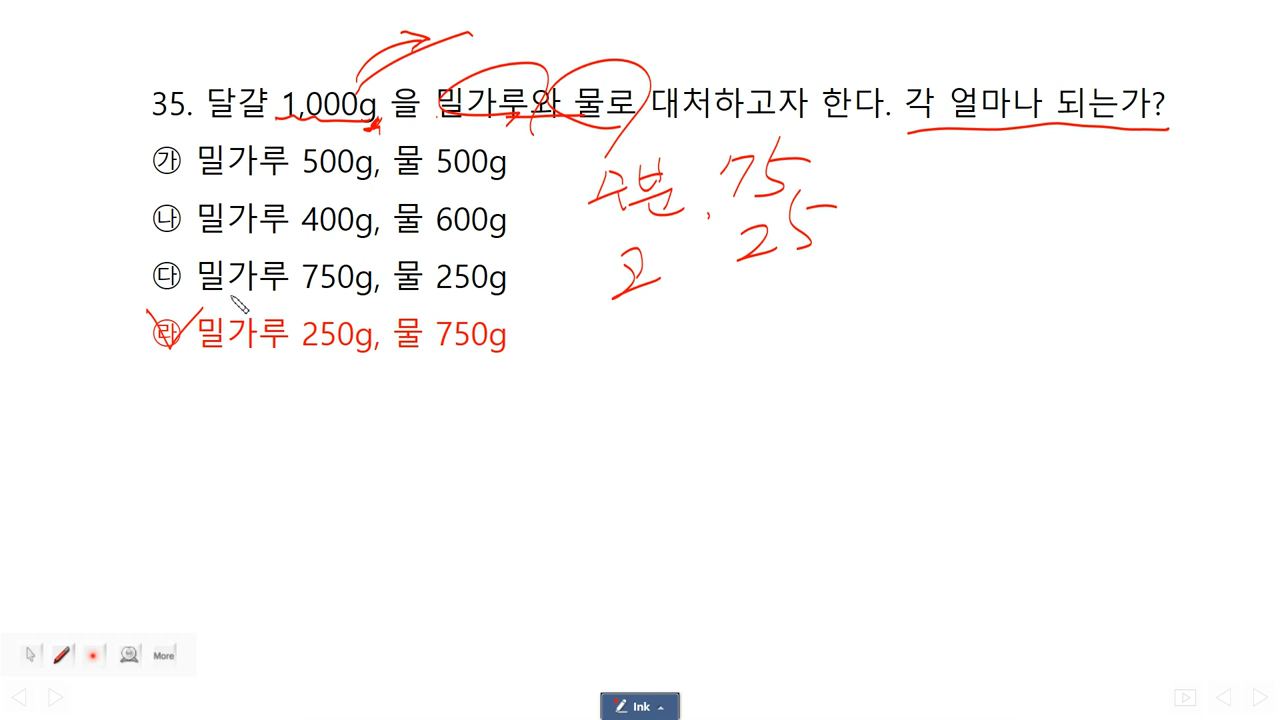 35. 달걀 1,000g 을 밀가루와 물로 대처하고자 한다. 각 얼마나 되는가?
㉮ 밀가루 500g, 물 500g
㉯ 밀가루 400g, 물 600g
㉰ 밀가루 750g, 물 250g
㉱ 밀가루 250g, 물 750g
수분. 75
고 25
More
Ink